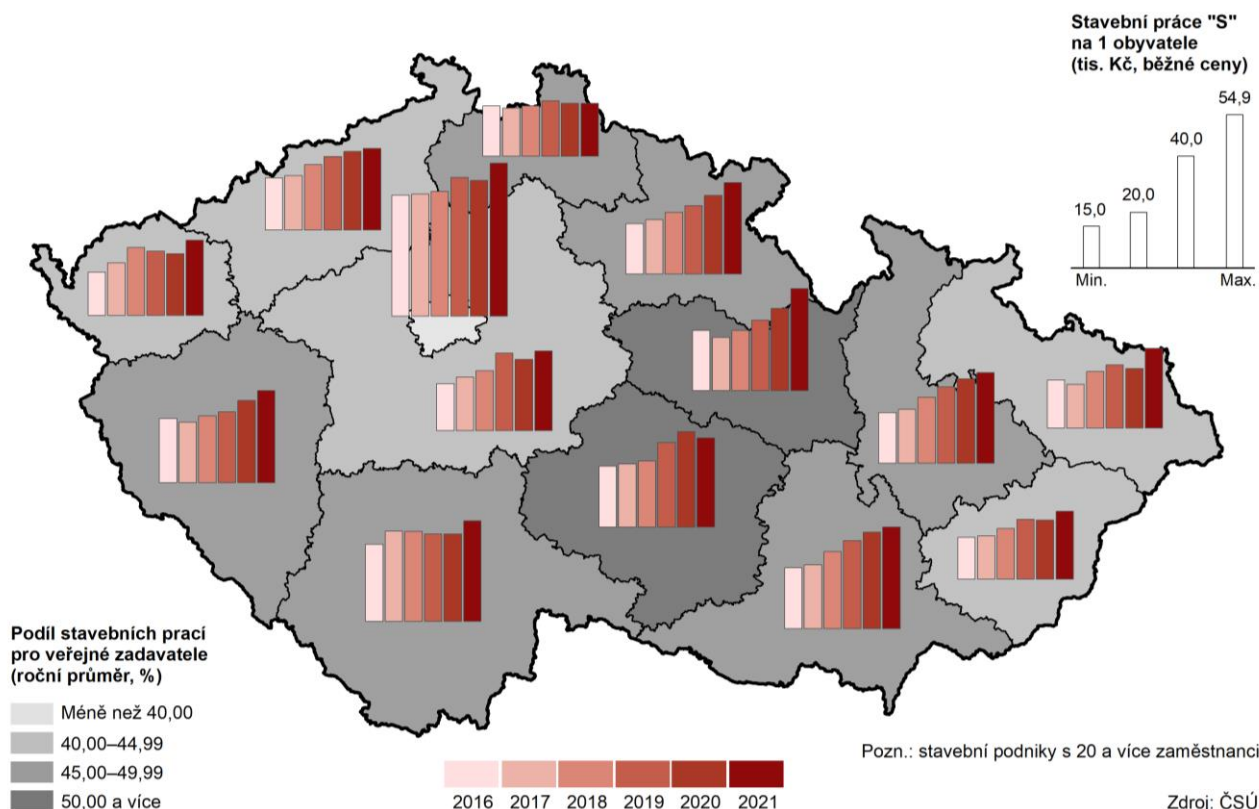 Stavební práce "S"
na 1 obyvatele
(tis. Kč, běžné ceny)
54,9
40,0
20,0
15,0
Min.
Max.
Podíl stavebních prací
pro veřejné zadavatele
(roční průměr, %)
Méně než 40,00
40,00–44,99
45,00–49,99
50,00 a více
2016 2017 2018 2019 2020 2021
Pozn.: stavební podniky s 20 a více zaměstnanci
Zdroj: ČSÚ